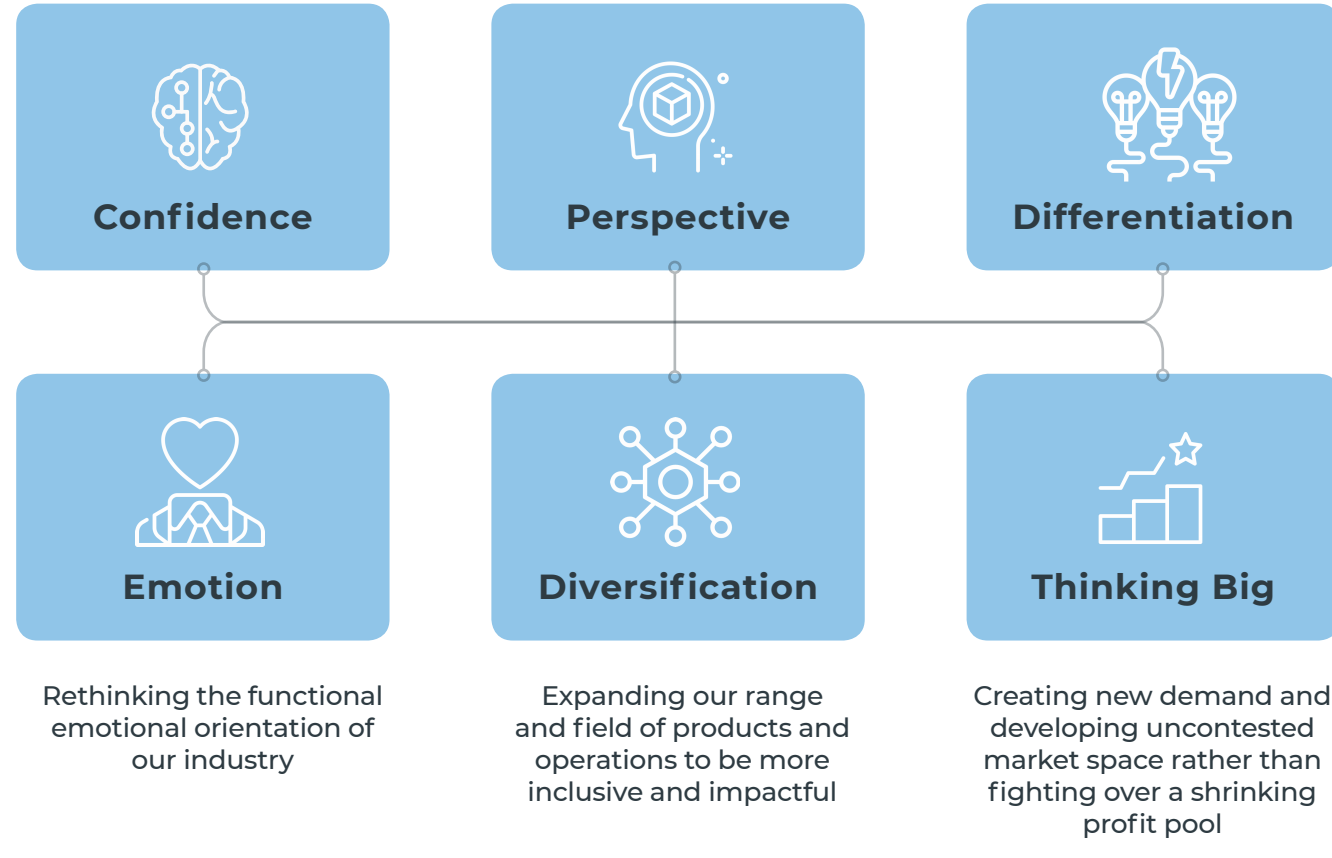 Confidence
Perspective
Differentiation
Emotion
Diversification
Thinking Big
Rethinking the functional
emotional orientation of
our industry
Expanding our range
and field of products and
operations to be more
inclusive and impactful
Creating new demand and
developing uncontested
market space rather than
fighting over a shrinking
profit pool